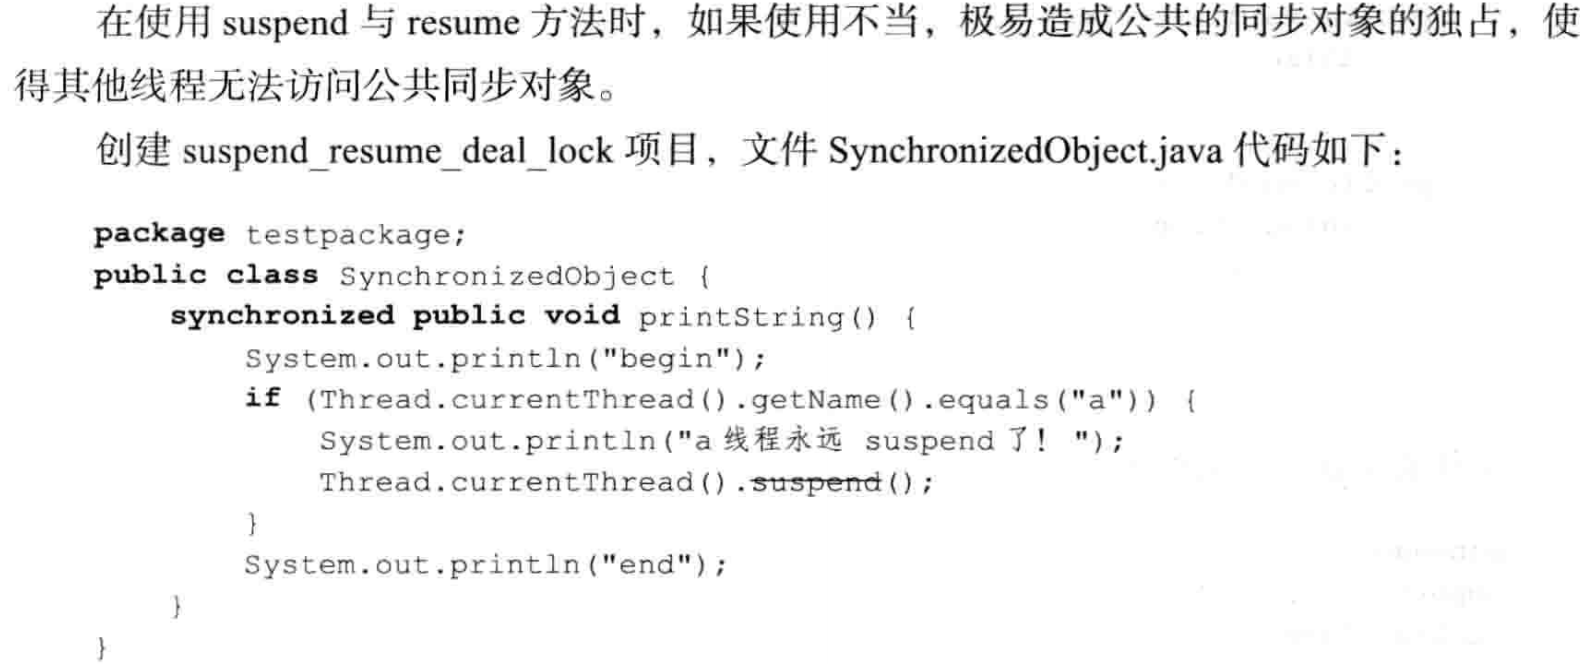 在使用 suspend 与 resume 方法时，如果使用不当，极易造成公共的同步对象的独占，使
得其他线程无法访问公共同步对象。
创建 suspend_resume_deal_lock 项目，文件 SynchronizedObject.java 代码如下：
package testpackage;
public class SynchronizedObject {
    synchronized public void printString() {
        System.out.println("begin");
        if (Thread.currentThread().getName().equals("a")) {
            System.out.println("a 线程永远 suspend 了! ");
            Thread.currentThread().suspend();
        }
        System.out.println("end");
    }
}